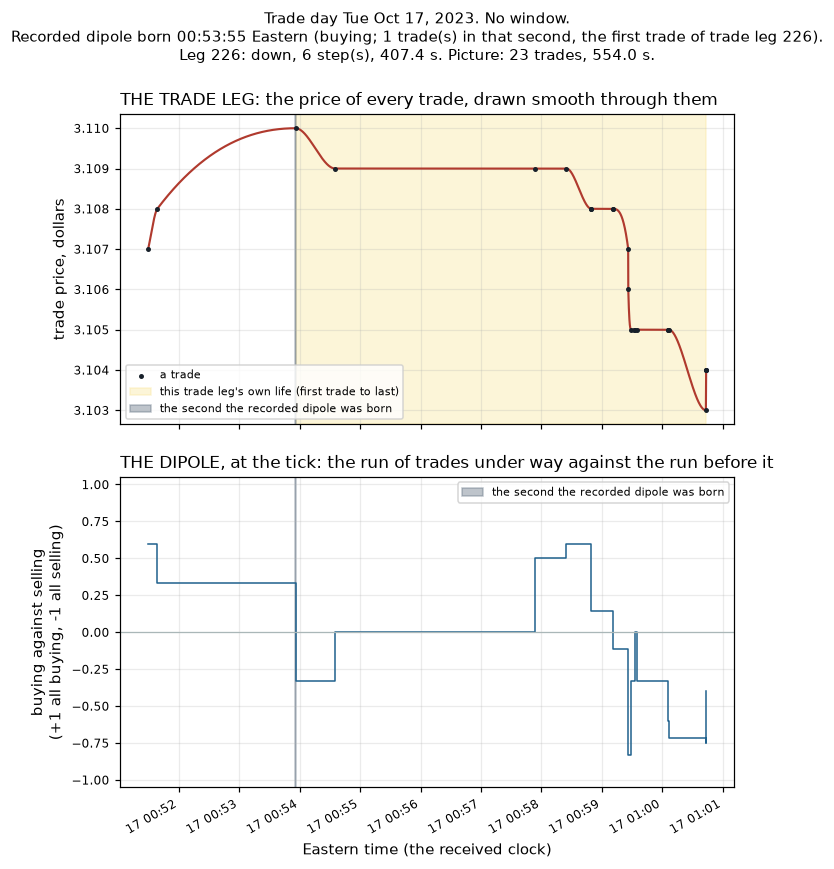 Trade day Tue Oct 17, 2023. No window.
Recorded dipole born 00:53:55 Eastern (buying; 1 trade(s) in that second, the first trade of trade leg 226).
Leg 226: down, 6 step(s), 407.4 s. Picture: 23 trades, 554.0 s.
THE TRADE LEG: the price of every trade, drawn smooth through them
trade price, dollars
3.110
3.109
3.108
3.107
3.106
3.105
3.104
3.103
a trade
this trade leg's own life (first trade to last)
the second the recorded dipole was born
THE DIPOLE, at the tick: the run of trades under way against the run before it
buying against selling
(+1 all buying, -1 all selling)
1.00
0.75
0.50
0.25
0.00
−0.25
−0.50
−0.75
−1.00
the second the recorded dipole was born
17 00:52
17 00:53
17 00:54
17 00:55
17 00:56
17 00:57
17 00:58
17 00:59
17 01:00
17 01:01
Eastern time (the received clock)